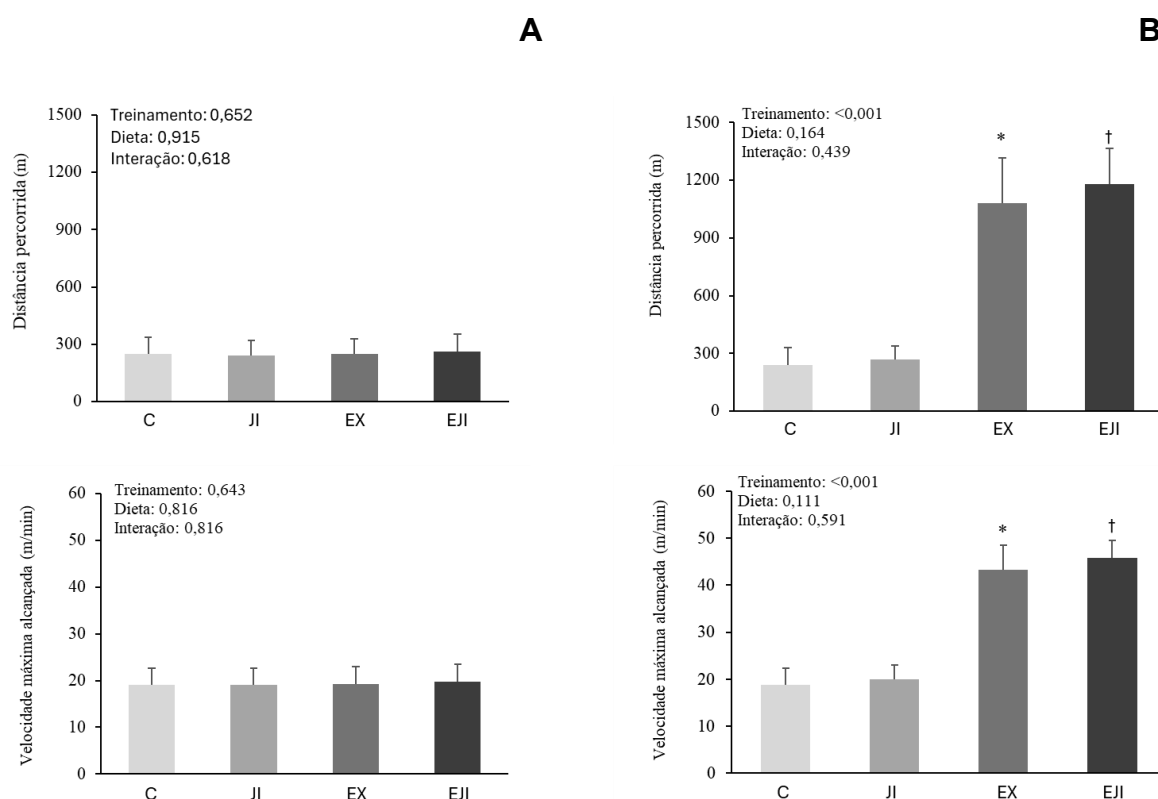 A
B
Distância percorrida (m)
1500
1200
900
600
300
0
Treinamento: 0,652
Dieta: 0,915
Interação: 0,618
C JI EX EJI
Distância percorrida (m)
1500
1200
900
600
300
0
Treinamento: <0,001
Dieta: 0,164
Interação: 0,439
* †
C JI EX EJI
Velocidade máxima alcançada (m/min)
60
50
40
30
20
10
0
Treinamento: 0,643
Dieta: 0,816
Interação: 0,816
C JI EX EJI
Velocidade máxima alcançada (m/min)
60
50
40
30
20
10
0
Treinamento: <0,001
Dieta: 0,111
Interação: 0,591
* †
C JI EX EJI